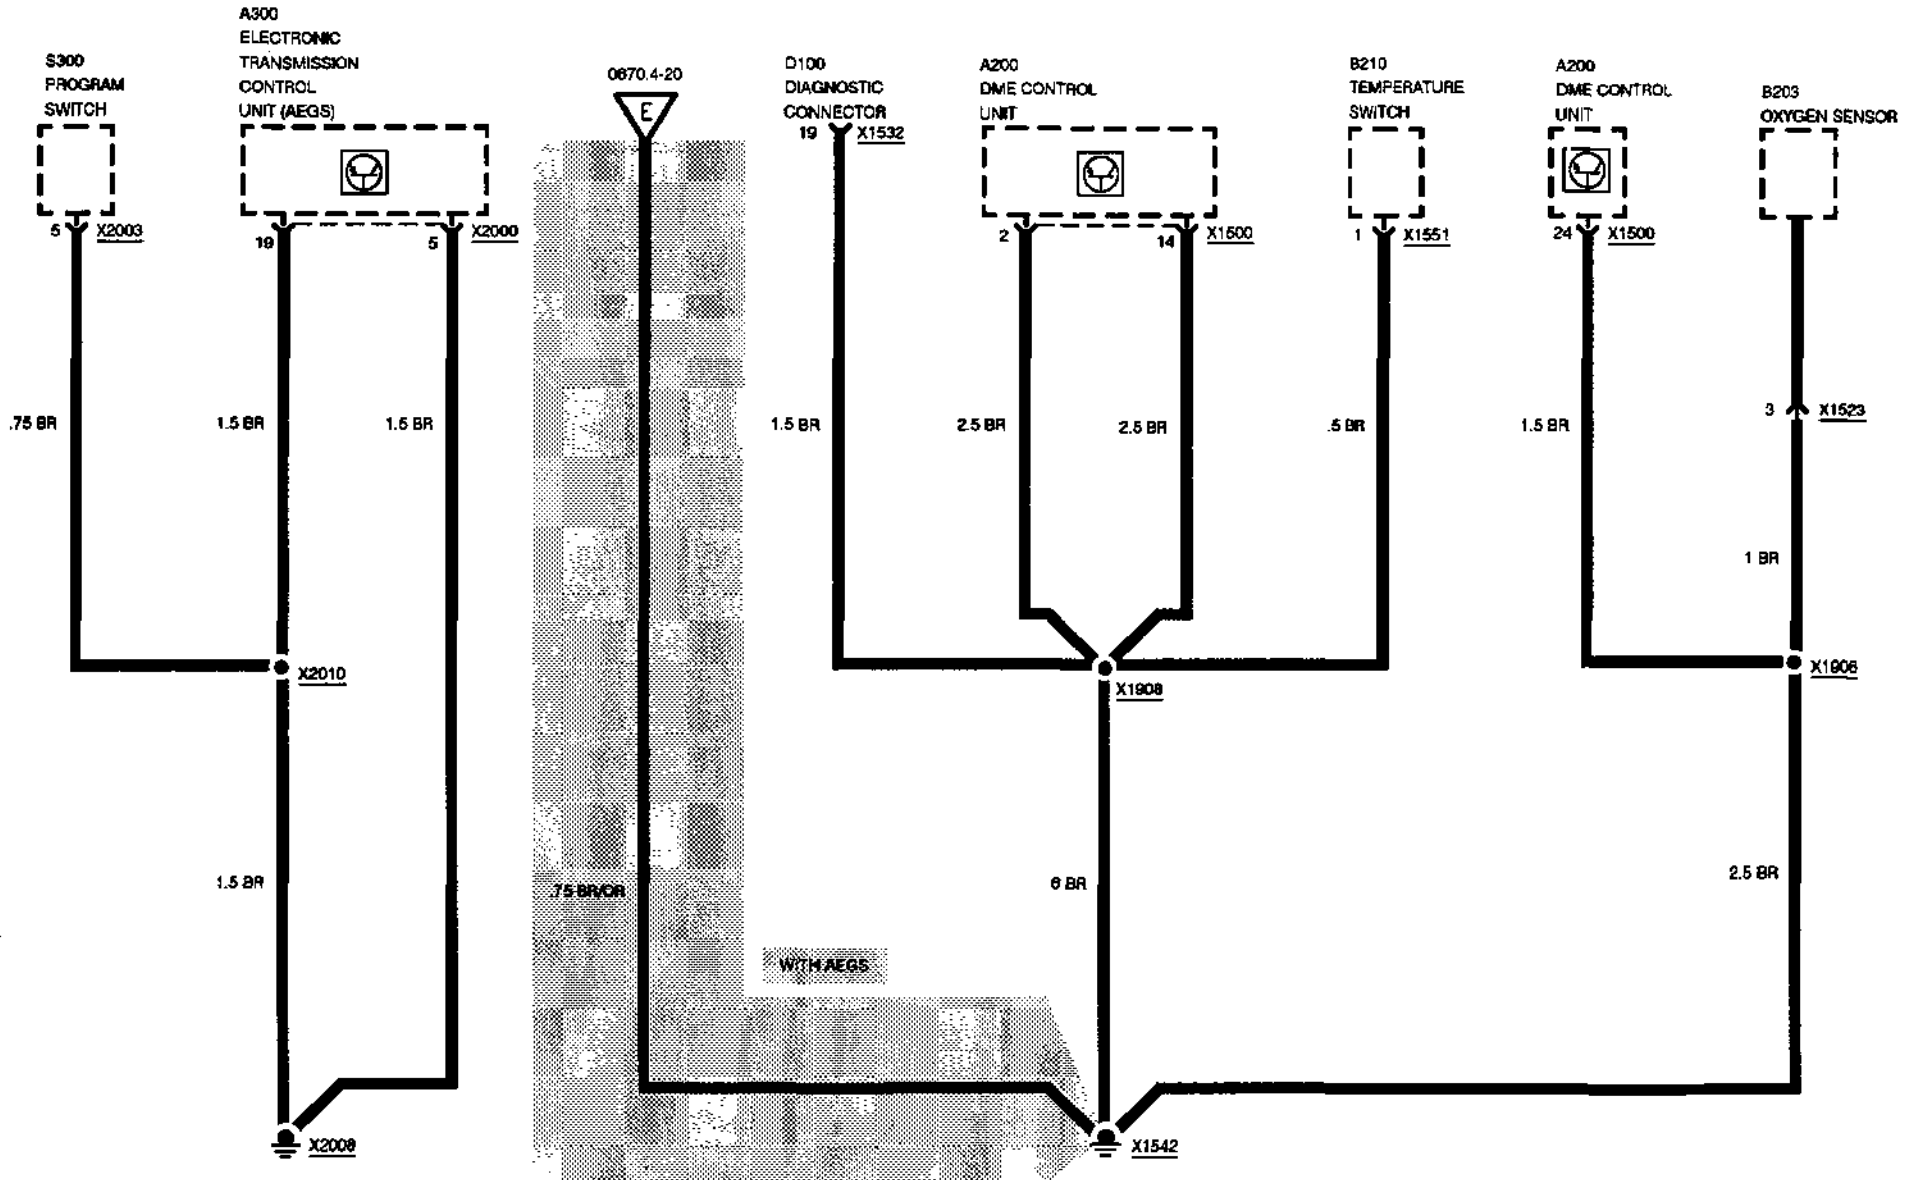 S300
PROGRAM
SWITCH
A300
ELECTRONIC
TRANSMISSION
CONTROL
UNIT (AEGS)
0670.4-20
E
D100
DIAGNOSTIC
CONNECTOR
A200
DME CONTROL
UNIT
B210
TEMPERATURE
SWITCH
A200
DME CONTROL
UNIT
B203
OXYGEN SENSOR
19 X1532
5 X2003
19
5 X2000
2
14 X1500
1 X1551
24 X1500
3 X1523
.75 BR
1.5 BR
1.5 BR
1.5 BR
2.5 BR
2.5 BR
.5 BR
1.5 BR
1 BR
X2010
X1908
X1906
1.5 BR
.75 BR/OR
6 BR
2.5 BR
WITH AEGS
X2008
X1542